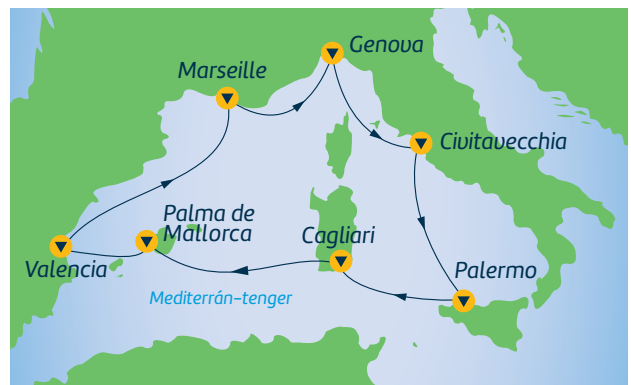 Genova
Marseille
Civitavecchia
Palma de
Mallorca
Cagliari
Valencia
Palermo
Mediterrán-tenger